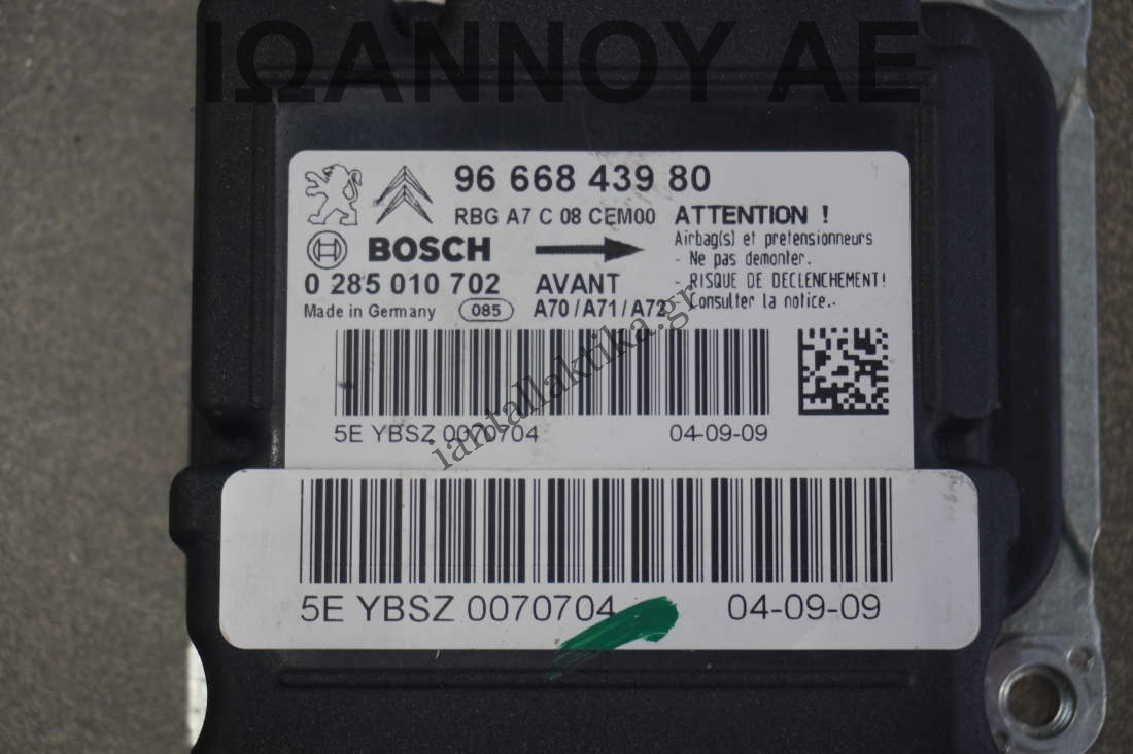 ΙΩΑΝΝΟΥ ΑΕ
96 668 439 80
RBG A7 C 08 CEM00
ATTENTION !
Airbag(s) et pretensionneurs
- Ne pas demonter.
- RISQUE DE DECLENCHEMENT!
Consulter la notice.
BOSCH
0 285 010 702
AVANT
Made in Germany
085
A70/A71/A72
iantallaktika.gr
5E YBSZ 0070704
04-09-09
5E YBSZ 0070704
04-09-09